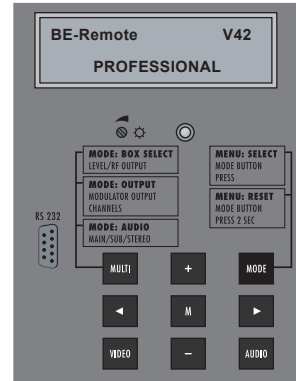 BE-Remote V42
PROFESSIONAL
MODE: BOX SELECT
LEVEL/RF OUTPUT
MODE: OUTPUT
MODULATOR OUTPUT
CHANNELS
MODE: AUDIO
MAIN/SUB/STEREO
MENU: SELECT
MODE BUTTON
PRESS
MENU: RESET
MODE BUTTON
PRESS 2 SEC
RS 232
MULTI + MODE
◄ M ►
VIDEO − AUDIO